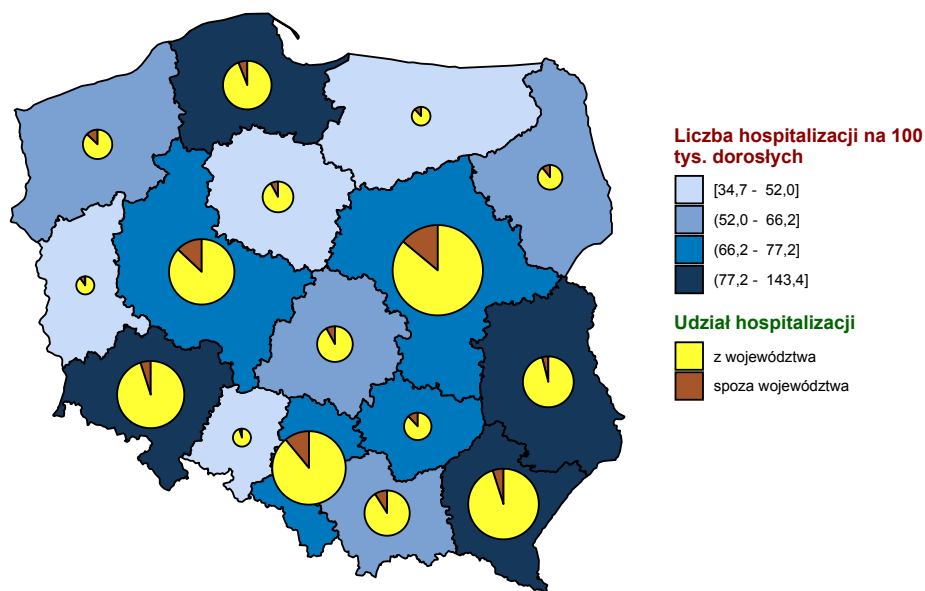 Liczba hospitalizacji na 100
tys. dorosłych
[34,7 - 52,0]
(52,0 - 66,2]
(66,2 - 77,2]
(77,2 - 143,4]
Udział hospitalizacji
z województwa
spoza województwa